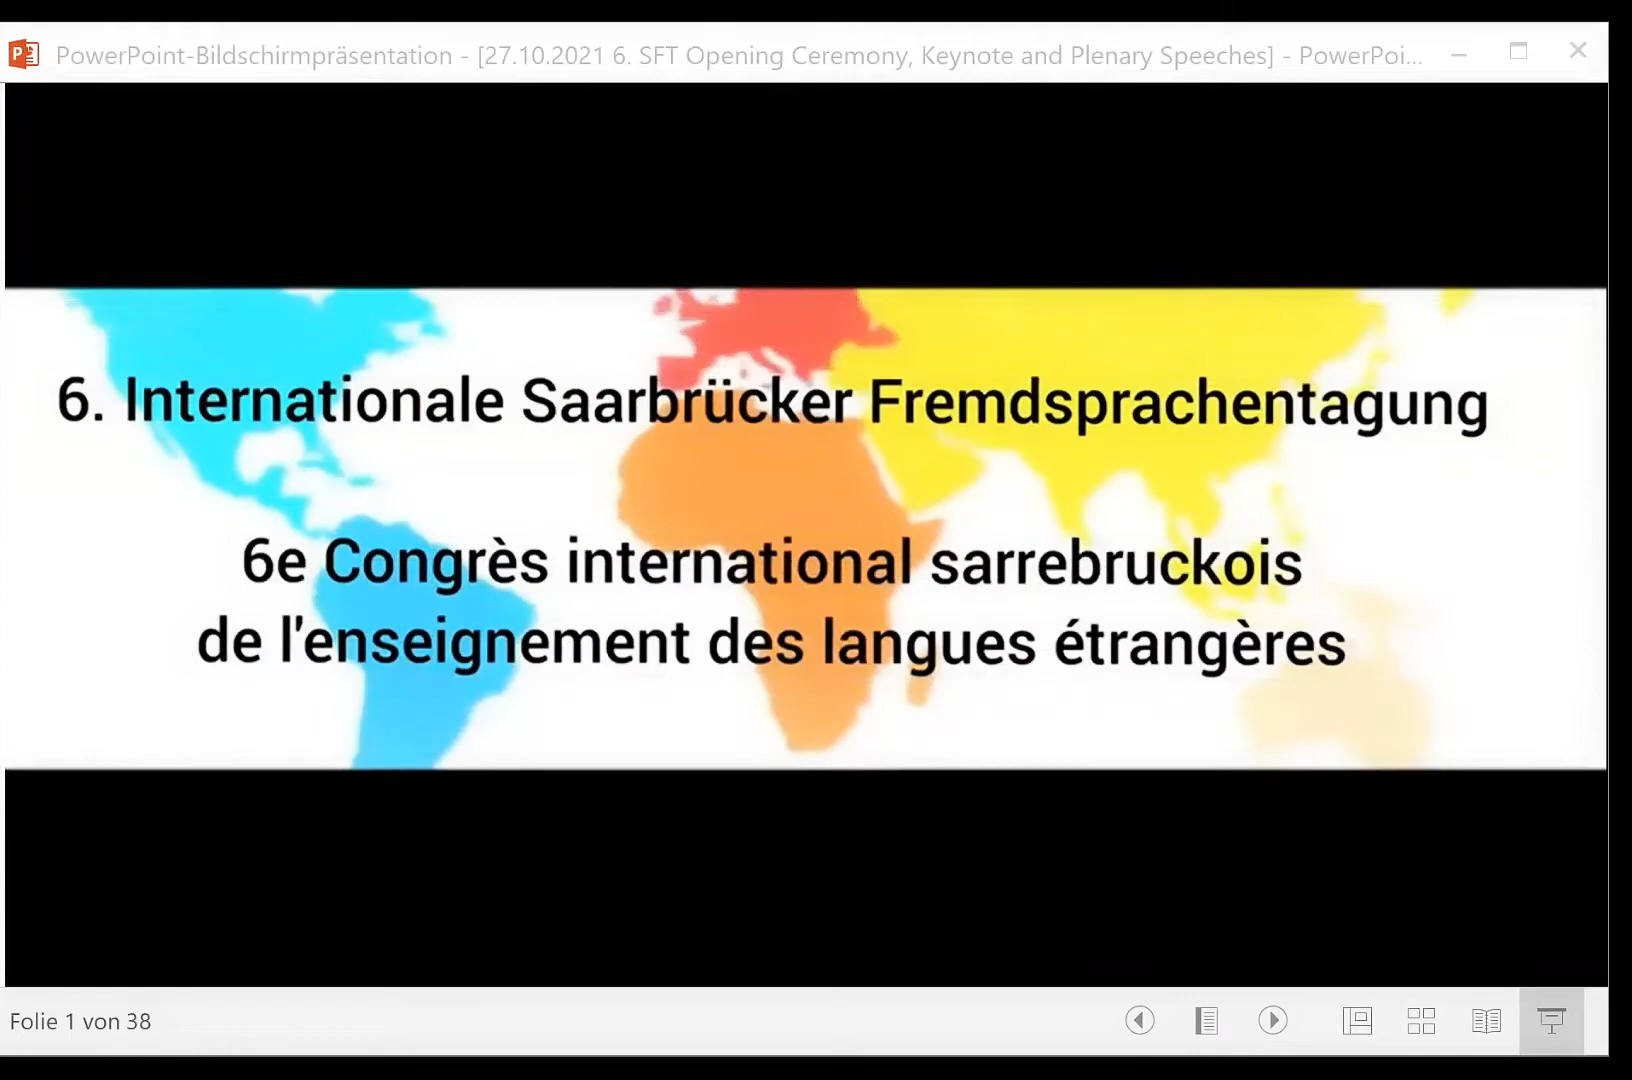 PowerPoint-Bildschirmpräsentation - [27.10.2021 6. SFT Opening Ceremony, Keynote and Plenary Speeches] - PowerPoi...
6. Internationale Saarbrücker Fremdsprachentagung
6e Congrès international sarrebruckois
de l'enseignement des langues étrangères
Folie 1 von 38